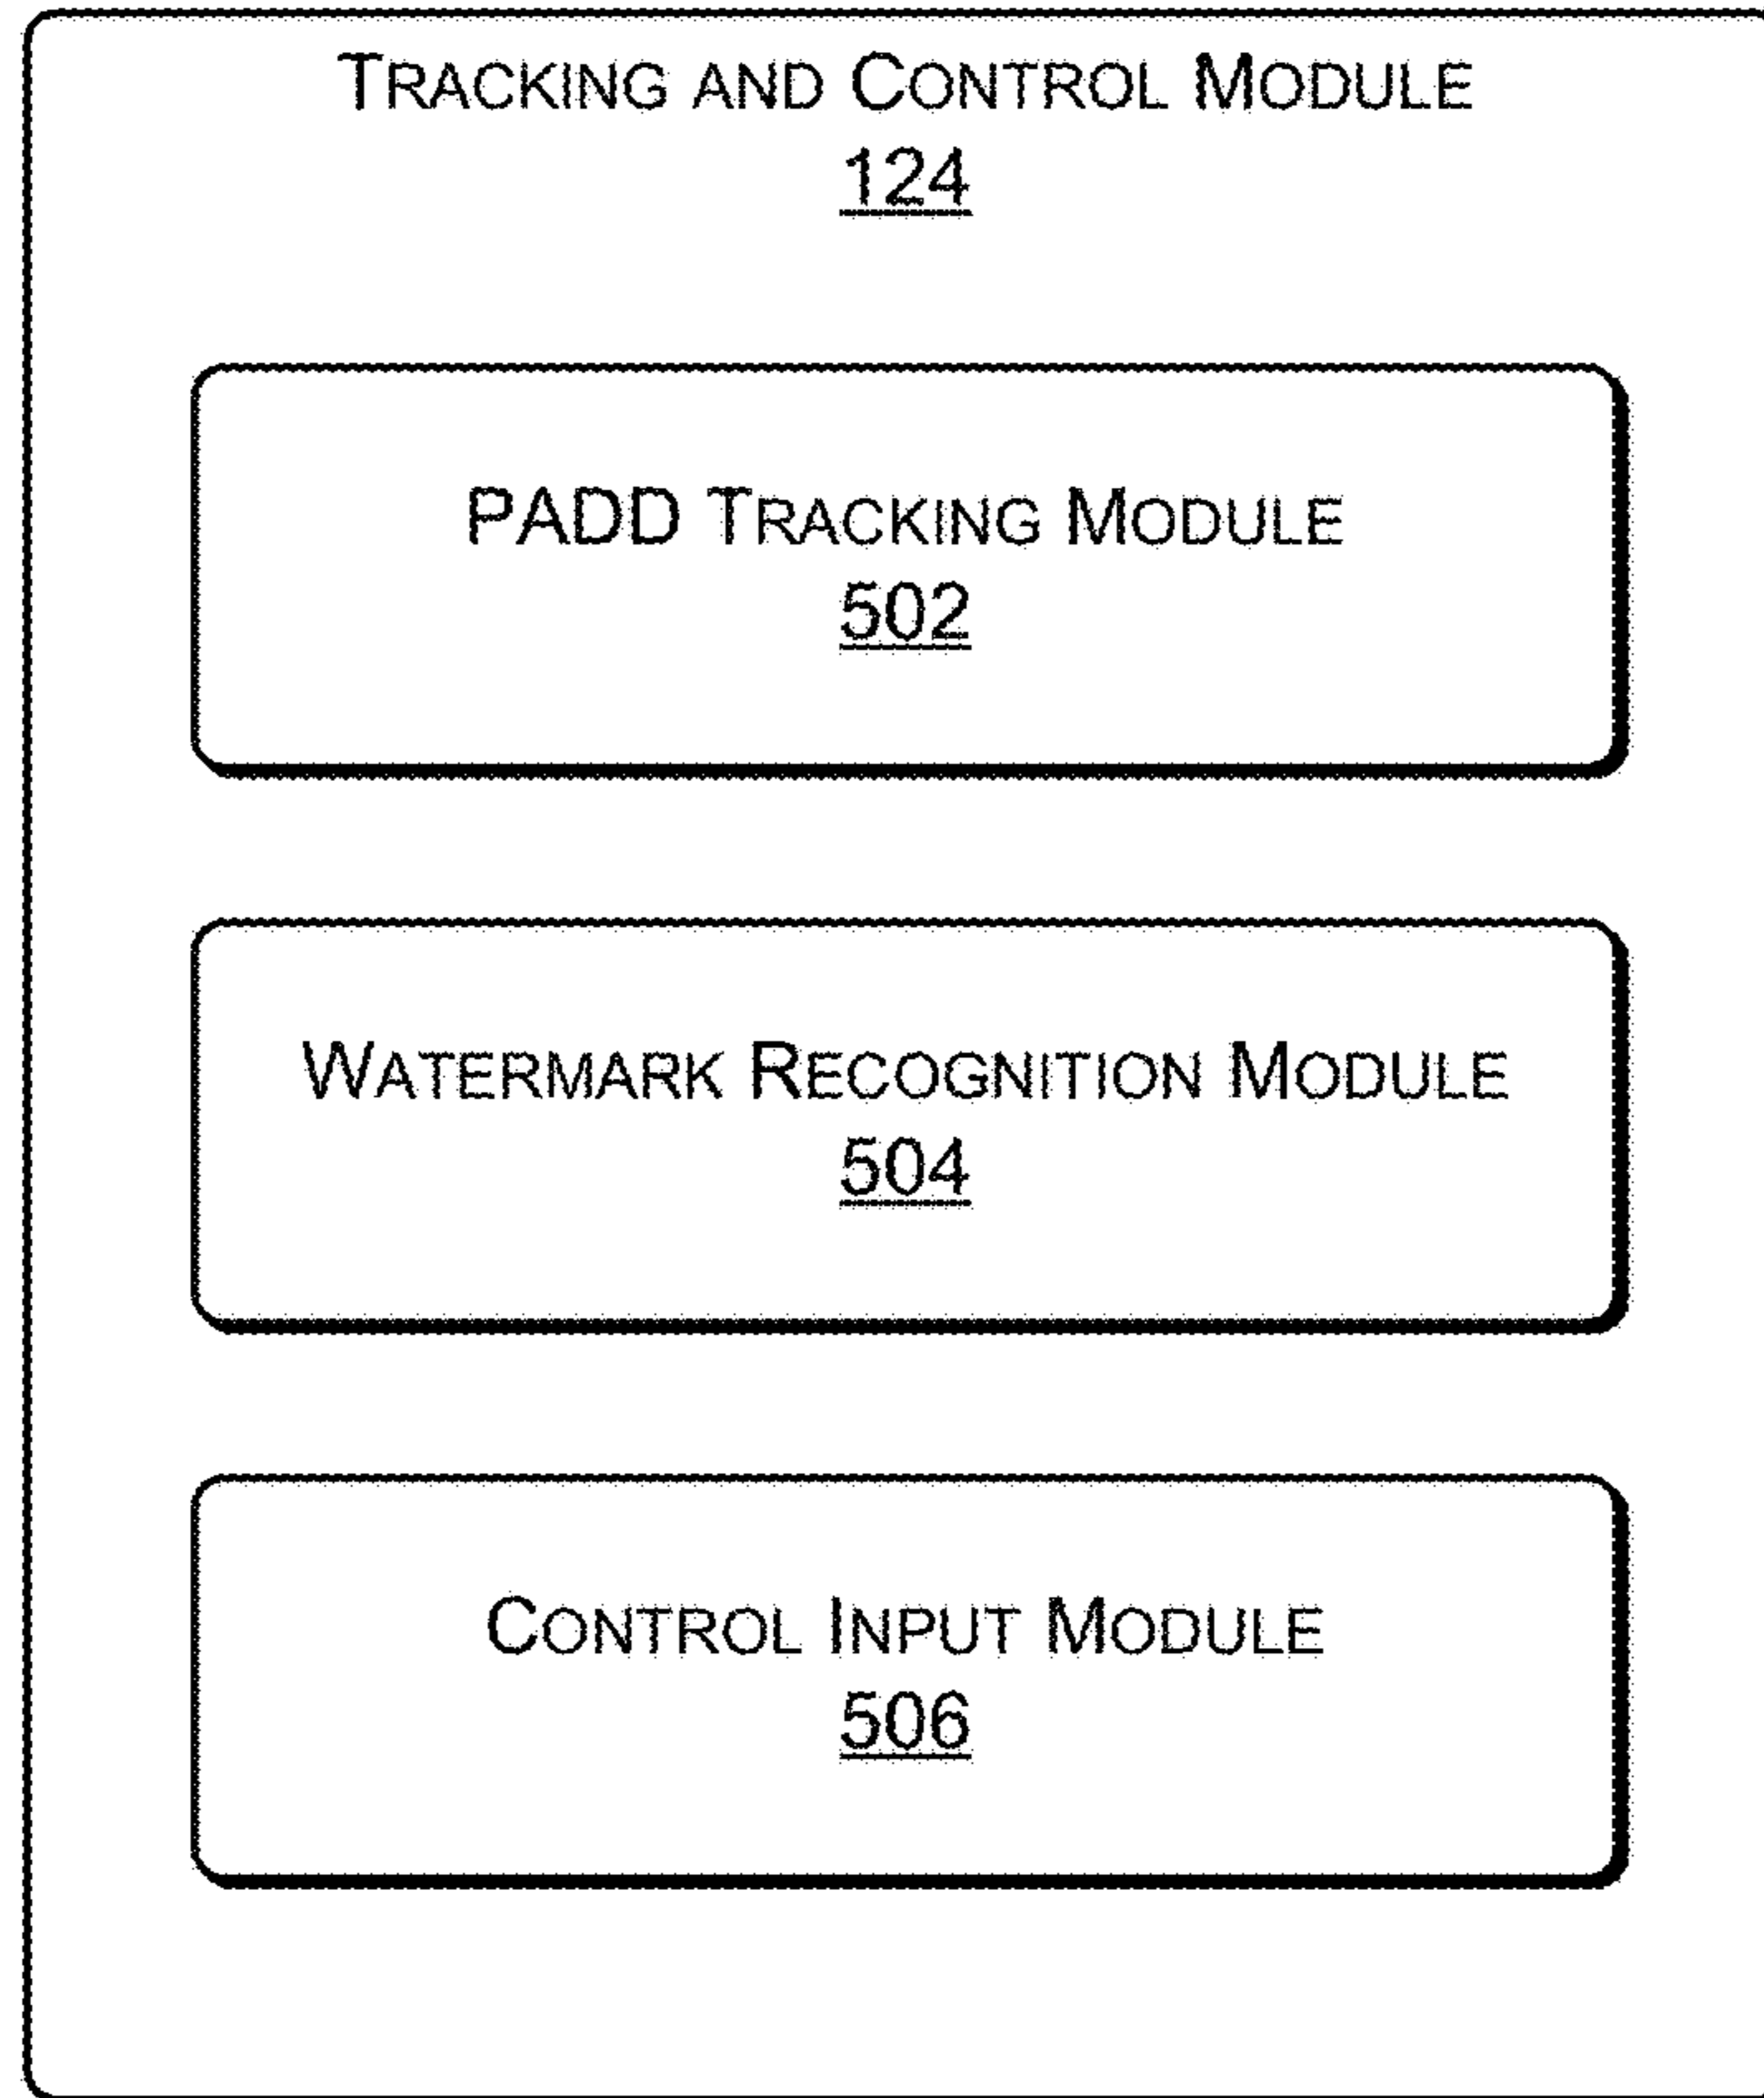 TRACKING AND CONTROL MODULE
124
PADD TRACKING MODULE
502
WATERMARK RECOGNITION MODULE
504
CONTROL INPUT MODULE
506